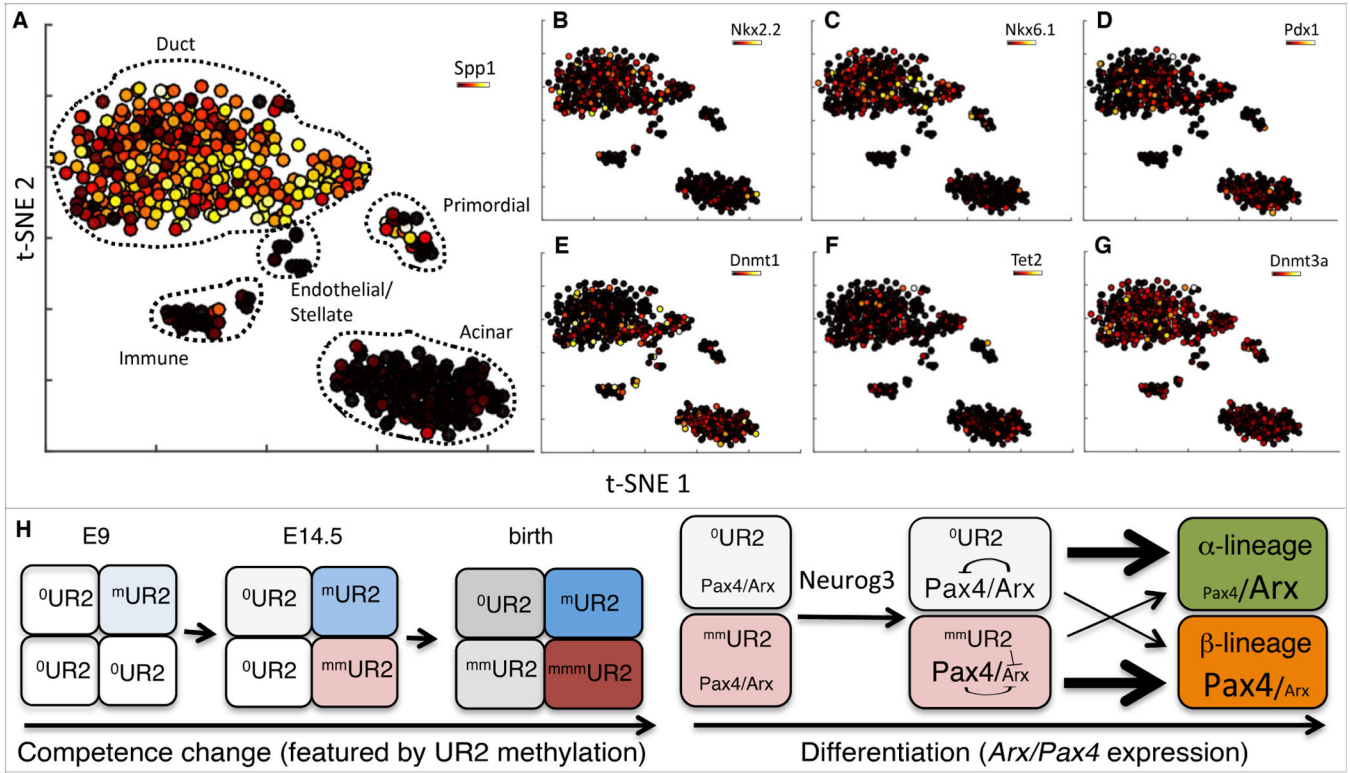 A
Duct
Spp1
Primordial
Endothelial/
Stellate
Immune
Acinar
t-SNE 2
B
Nkx2.2
C
Nkx6.1
D
Pdx1
E
Dnmt1
F
Tet2
G
Dnmt3a
t-SNE 1
H
E9
E14.5
birth
⁰UR2
ᵐUR2
⁰UR2
⁰UR2
⁰UR2
ᵐUR2
⁰UR2
ᵐᵐUR2
⁰UR2
ᵐUR2
ᵐᵐUR2
ᵐᵐᵐUR2
Competence change (featured by UR2 methylation)
⁰UR2
Pax4/Arx
ᵐᵐUR2
Pax4/Arx
Neurog3
⁰UR2
Pax4/Arx
ᵐᵐUR2
Pax4/Arx
α-lineage
Pax4/Arx
β-lineage
Pax4/Arx
Differentiation (Arx/Pax4 expression)